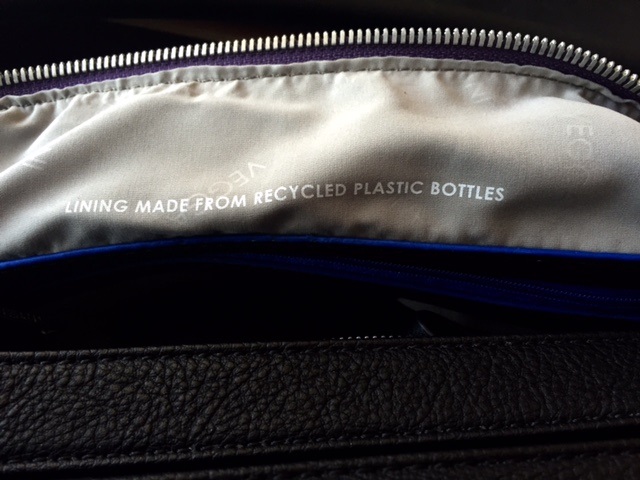 LINING MADE FROM RECYCLED PLASTIC BOTTLES